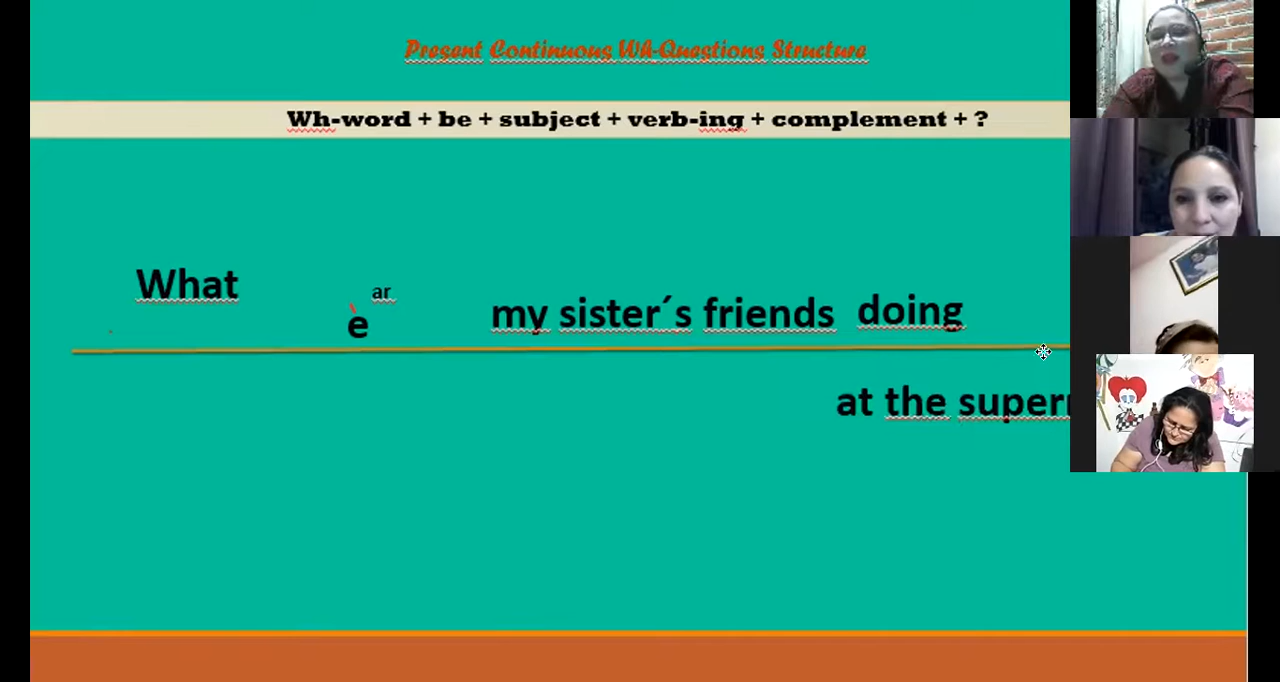 Present Continuous Wh-Questions Structure
Wh-word + be + subject + verb-ing + complement + ?
What
ar
e
my sister´s friends doing
at the